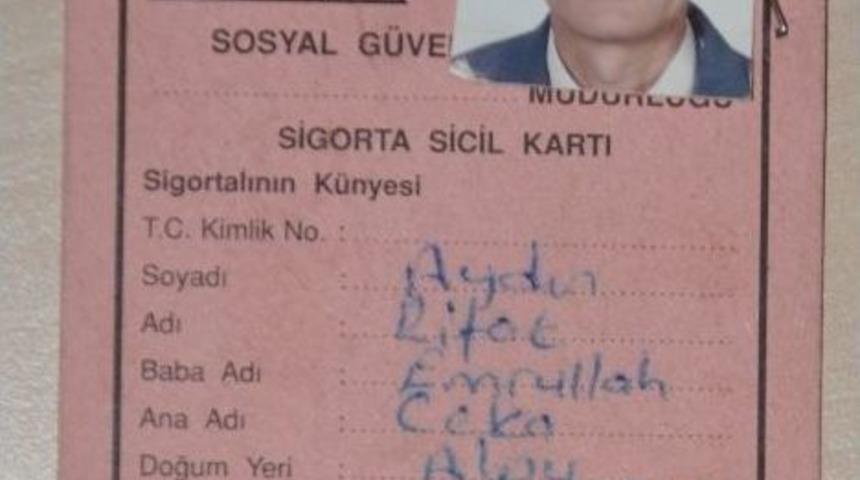 SOSYAL GÜVE
MÜDÜRLÜĞÜ
SİGORTA SİCİL KARTI
Sigortalının Künyesi
T.C. Kimlik No. :
Soyadı : Aydın
Adı : Rifat
Baba Adı : Emrullah
Ana Adı :
Doğum Yeri :